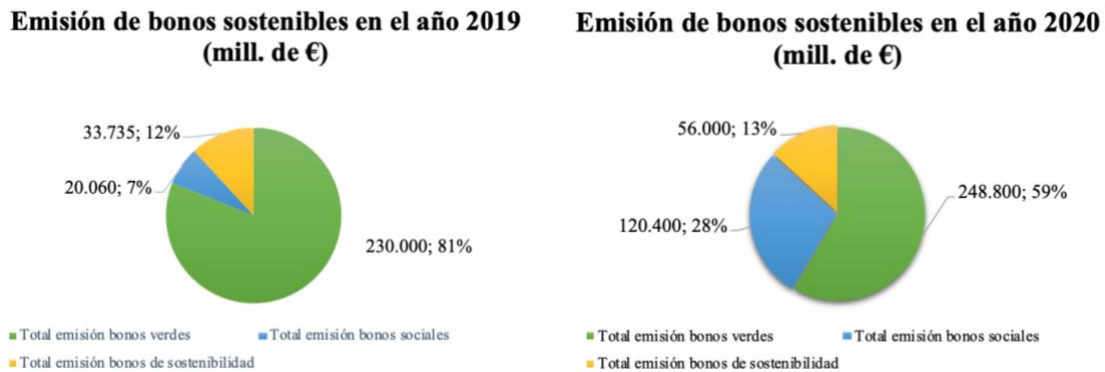 Emisión de bonos sostenibles en el año 2019
(mill. de €)
33.735; 12%
20.060; 7%
230.000; 81%
Total emisión bonos verdes
Total emisión bonos sociales
Total emisión bonos de sostenibilidad
Emisión de bonos sostenibles en el año 2020
(mill. de €)
56.000; 13%
248.800; 59%
120.400; 28%
Total emisión bonos verdes
Total emisión bonos sociales
Total emisión bonos de sostenibilidad